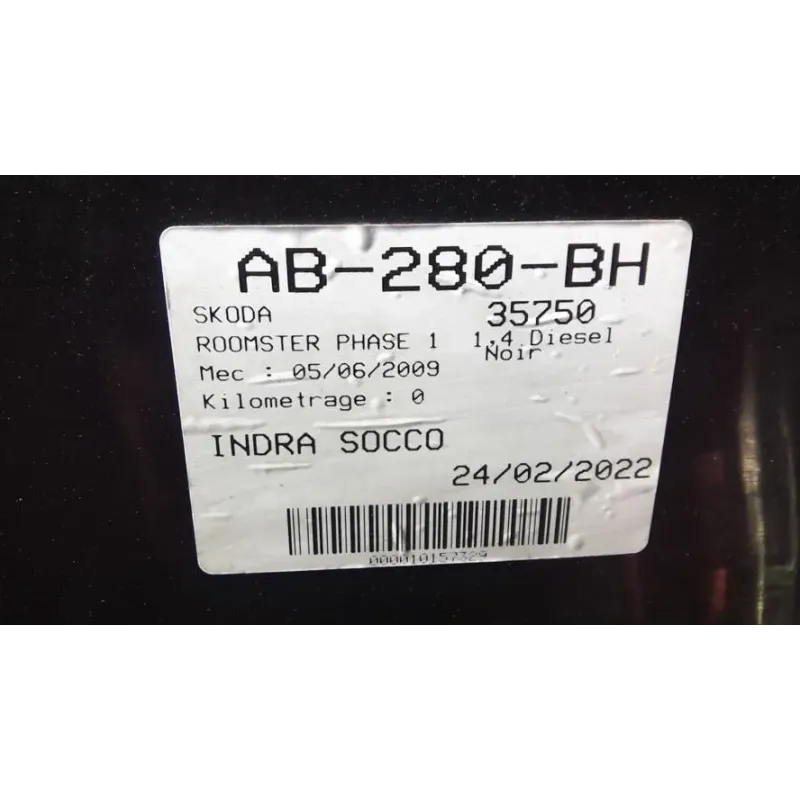 AB-280-BH
SKODA 35750
ROOMSTER PHASE 1 1,4 Diesel
Noir
Mec : 05/06/2009
Kilometrage : 0
INDRA SOCCO
24/02/2022
000010157329